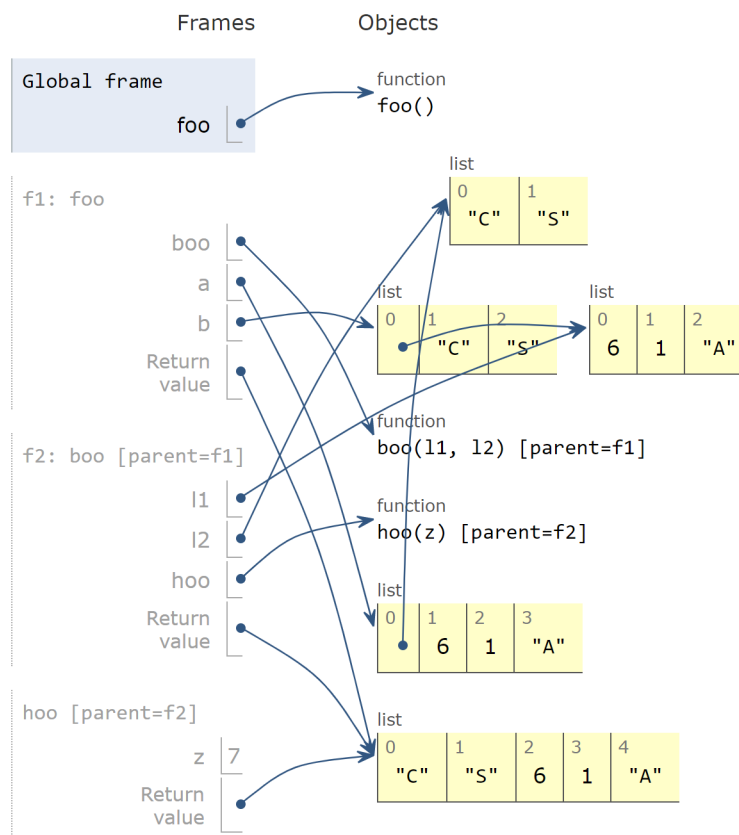 Frames Objects
Global frame
foo
function
foo()
list
0 1
"C" "S"
f1: foo
boo
a
b
Return
value
list
0 1 2
"C" "S"
list
0 1 2
6 1 "A"
function
boo(l1, l2) [parent=f1]
f2: boo [parent=f1]
l1
l2
hoo
Return
value
function
hoo(z) [parent=f2]
list
0 1 2 3
6 1 "A"
hoo [parent=f2]
z 7
Return
value
list
0 1 2 3 4
"C" "S" 6 1 "A"